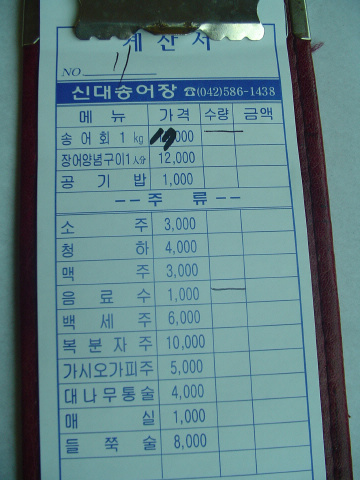 계산서
NO 11
신대송어장 ☎(042)586-1438
메뉴 가격 수량 금액
송어회1kg 000
장어양념구이1人分 12,000
공기밥 1,000
--주 류--
소주 3,000
청하 4,000
맥주 3,000
음료수 1,000
백세주 6,000
복분자주 10,000
가시오가피주 5,000
대나무통술 4,000
매실 1,000
들쭉술 8,000